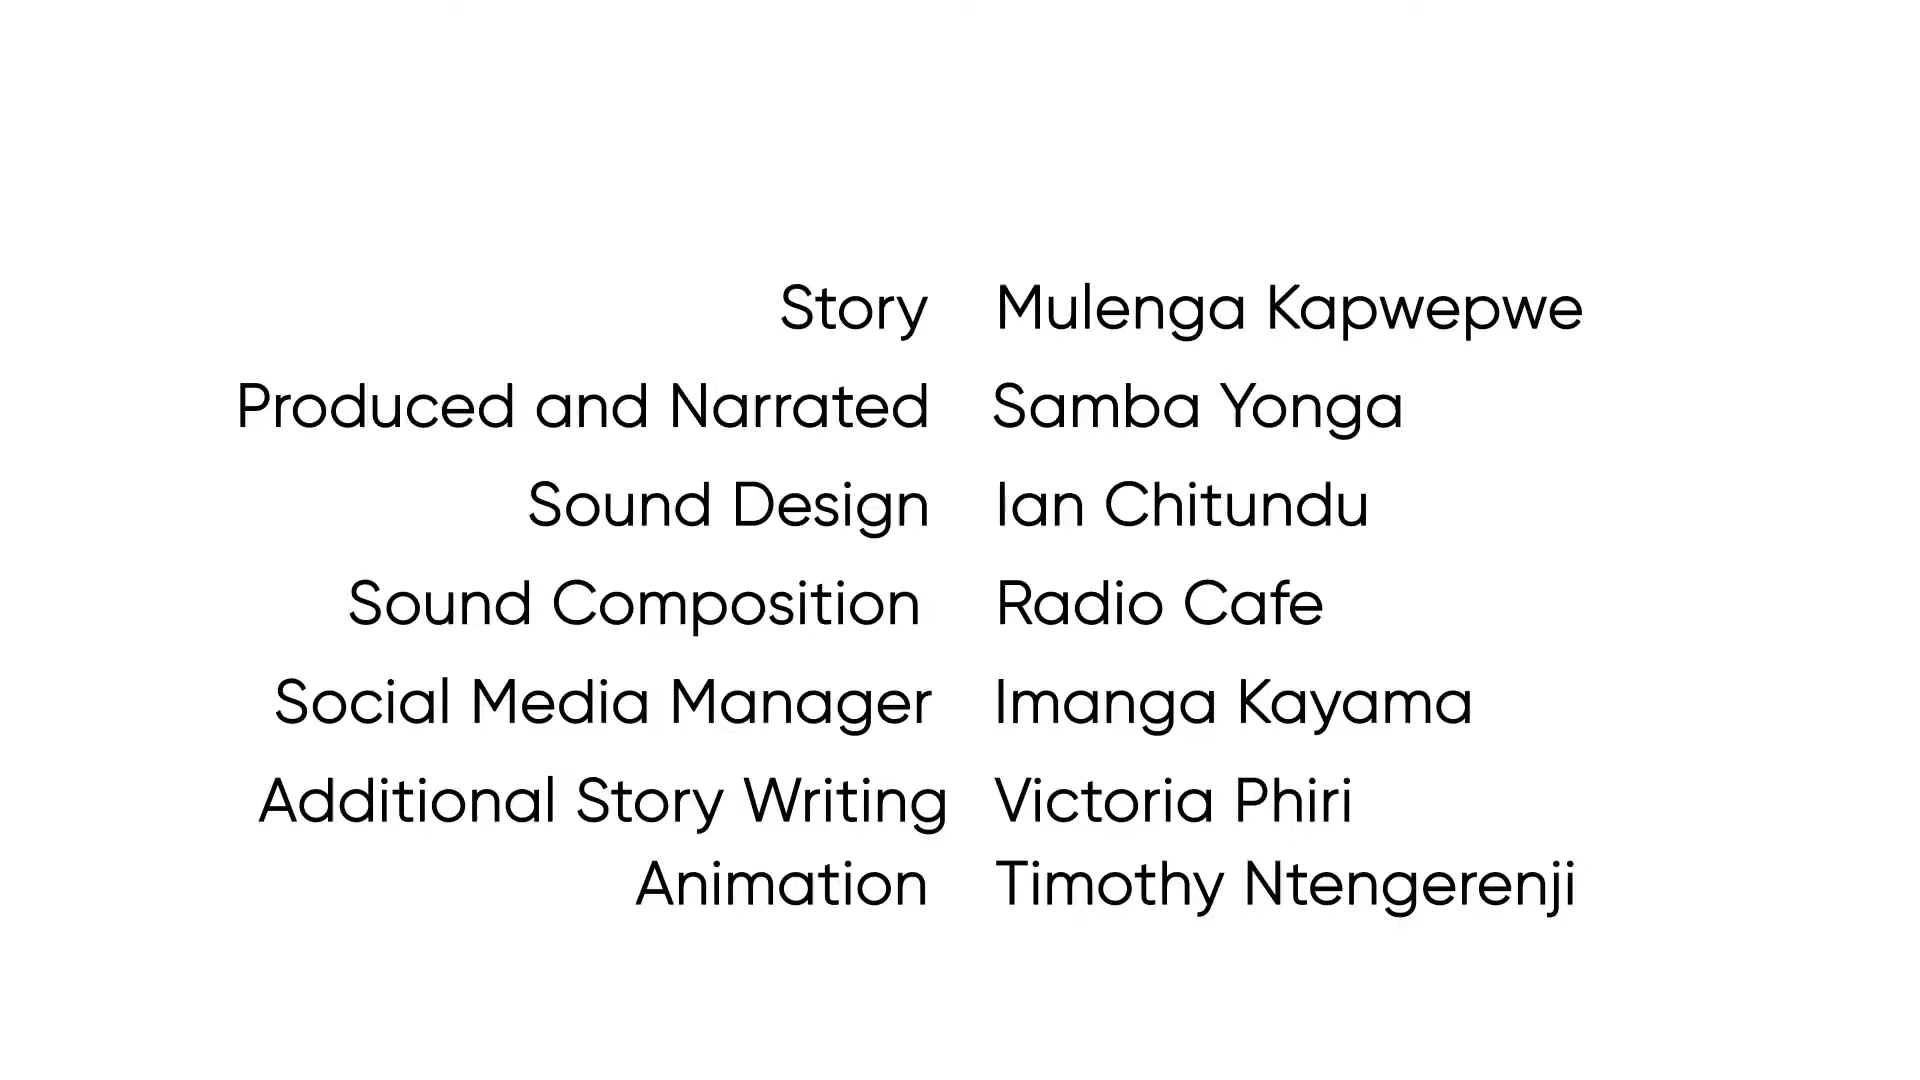 Story Mulenga Kapwepwe
Produced and Narrated Samba Yonga
Sound Design Ian Chitundu
Sound Composition Radio Cafe
Social Media Manager Imanga Kayama
Additional Story Writing Victoria Phiri
Animation Timothy Ntengerenji